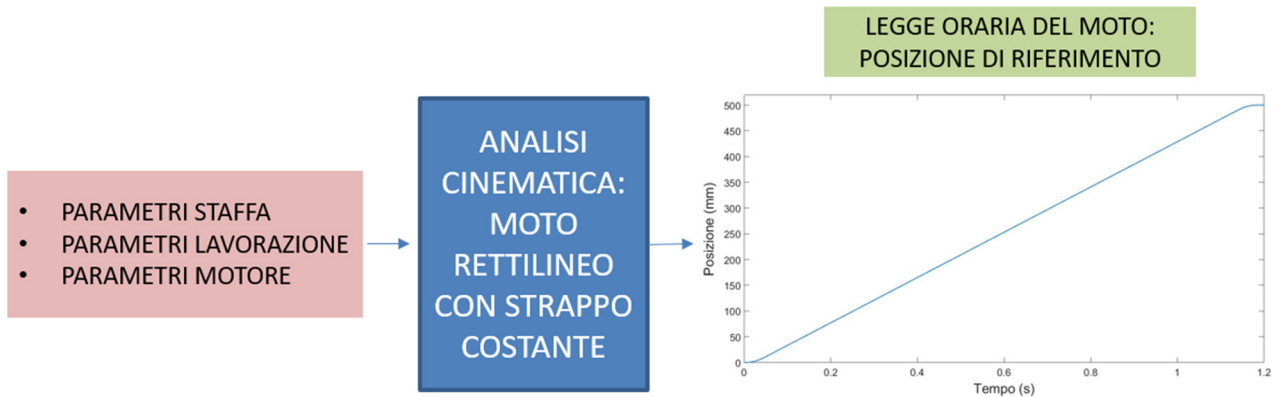 • PARAMETRI STAFFA
• PARAMETRI LAVORAZIONE
• PARAMETRI MOTORE
ANALISI
CINEMATICA:
MOTO
RETTILINEO
CON STRAPPO
COSTANTE
LEGGE ORARIA DEL MOTO:
POSIZIONE DI RIFERIMENTO
Posizione (mm)
500
450
400
350
300
250
200
150
100
50
0
0 0.2 0.4 0.6 0.8 1 1.2
Tempo (s)